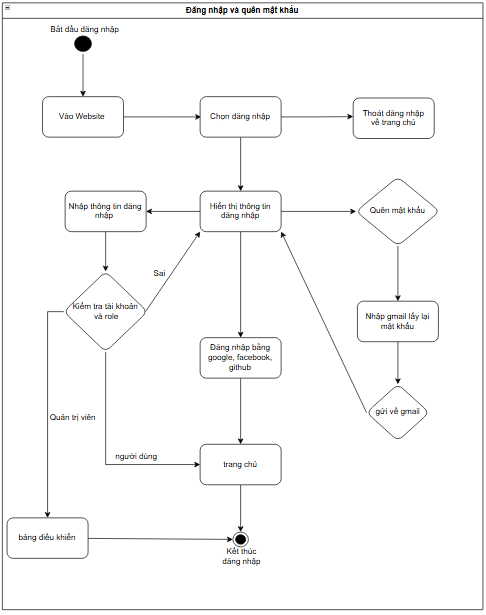 Đăng nhập và quên mật khẩu
Bắt đầu đăng nhập
Vào Website
Chọn đăng nhập
Thoát đăng nhập
về trang chủ
Nhập thông tin đăng
nhập
Hiển thị thông tin
đăng nhập
Quên mật khẩu
Sai
Kiểm tra tài khoản
và role
Nhập gmail lấy lại
mật khẩu
Đăng nhập bằng
google, facebook,
github
gửi về gmail
Quản trị viên
người dùng
trang chủ
bảng điều khiển
Kết thúc
đăng nhập